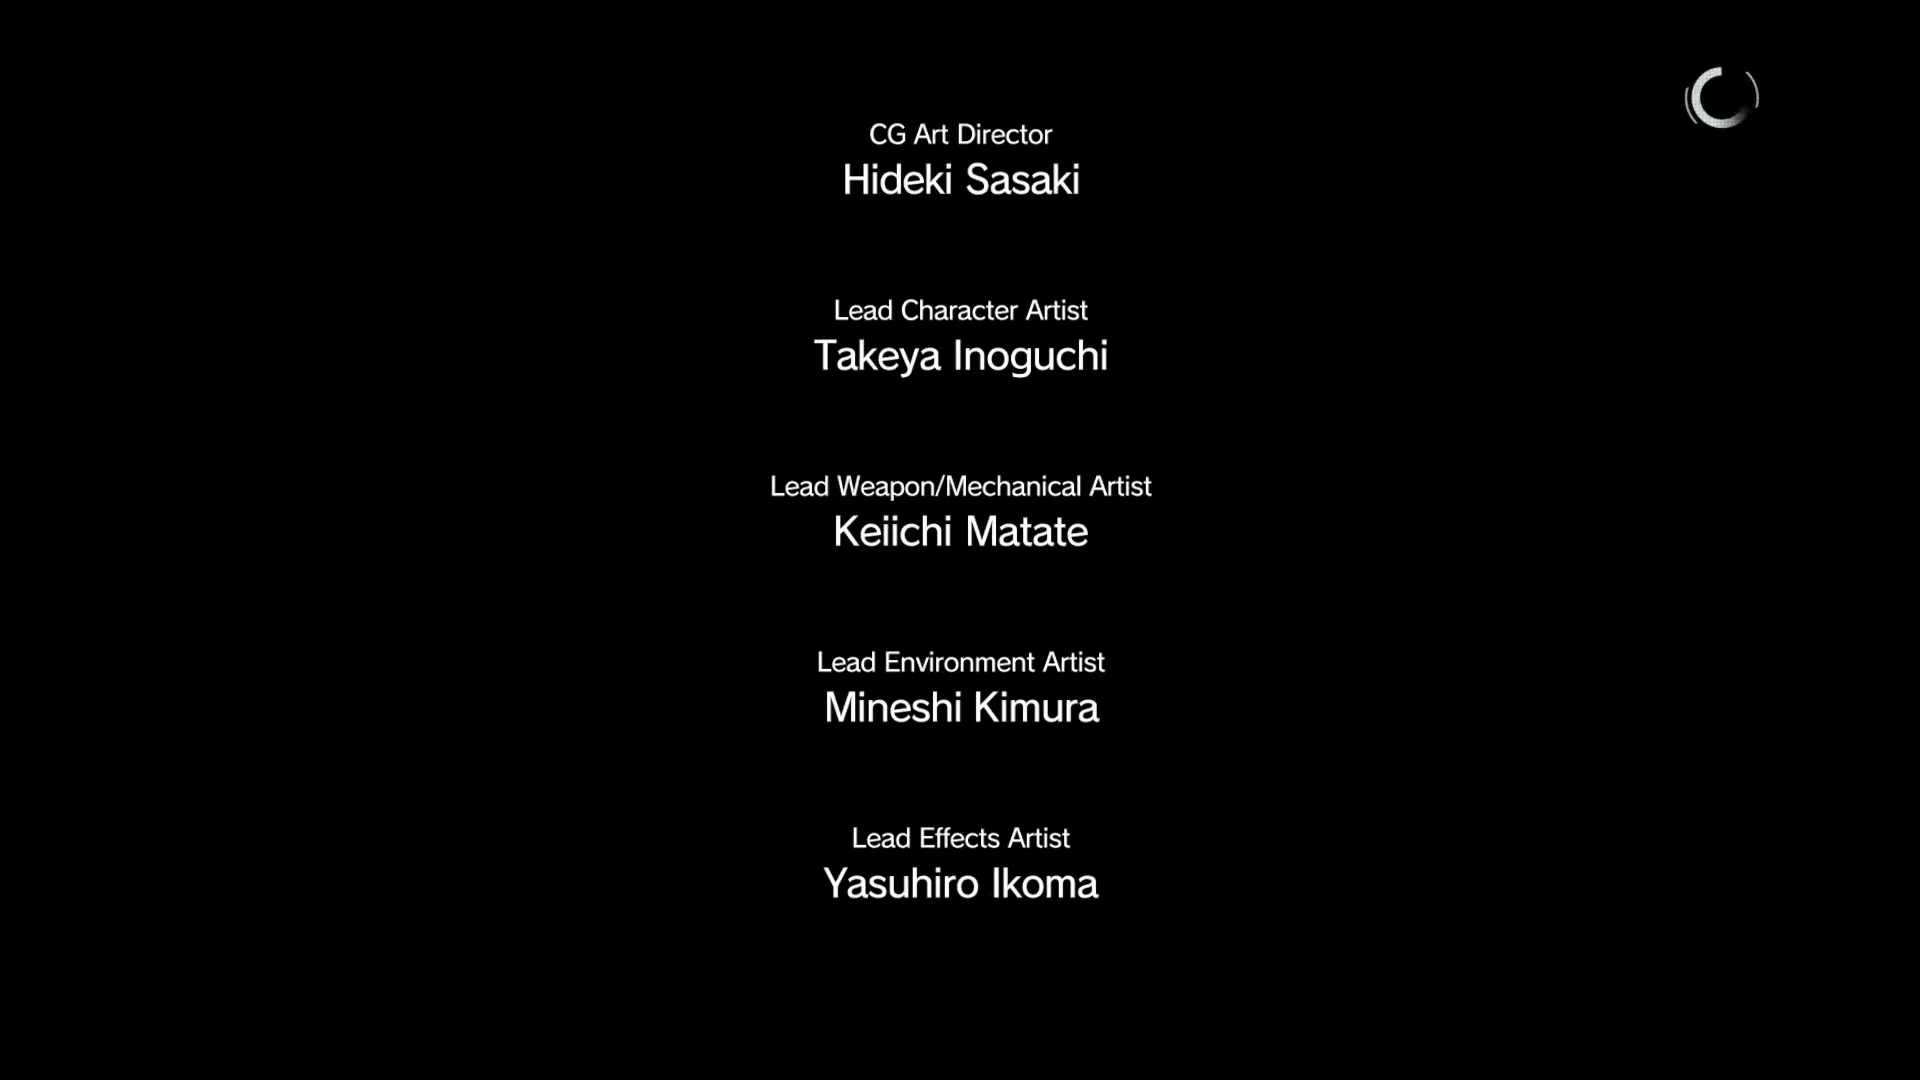 CG Art Director
Hideki Sasaki
Lead Character Artist
Takeya Inoguchi
Lead Weapon/Mechanical Artist
Keiichi Matate
Lead Environment Artist
Mineshi Kimura
Lead Effects Artist
Yasuhiro Ikoma